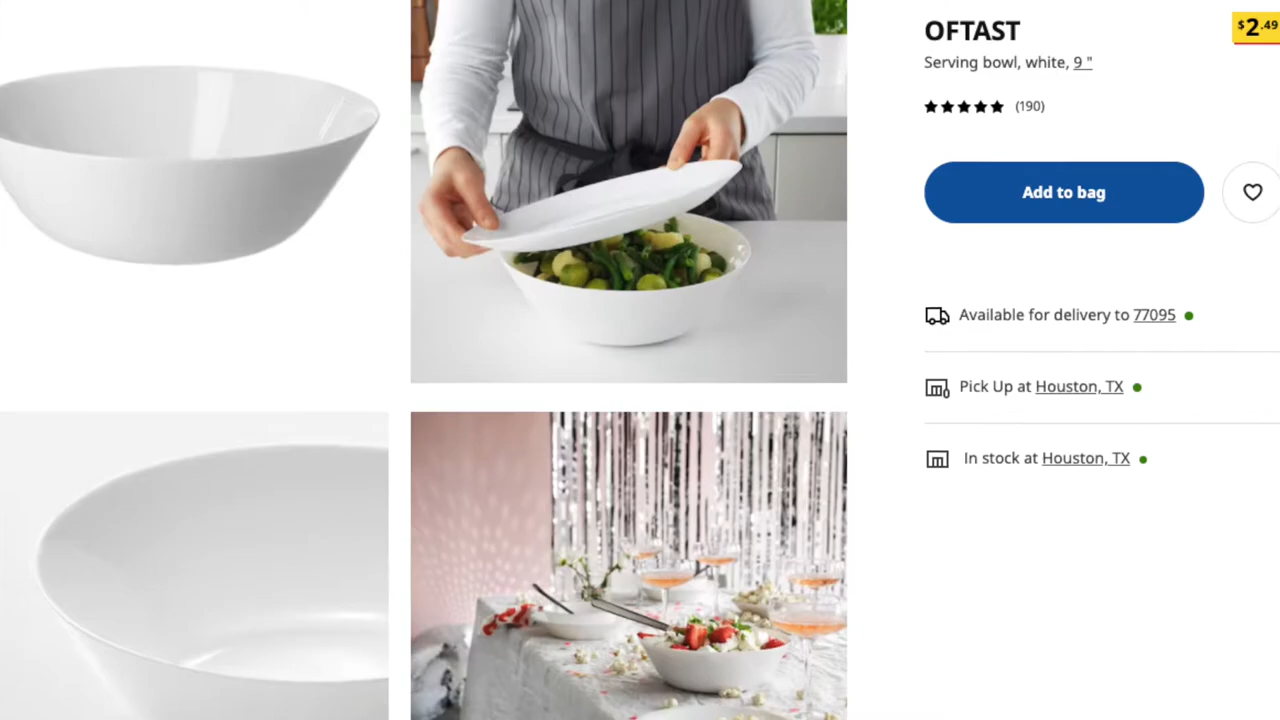 OFTAST
$2.49
Serving bowl, white, 9 "
(190)
Add to bag
Available for delivery to 77095
Pick Up at Houston, TX
In stock at Houston, TX